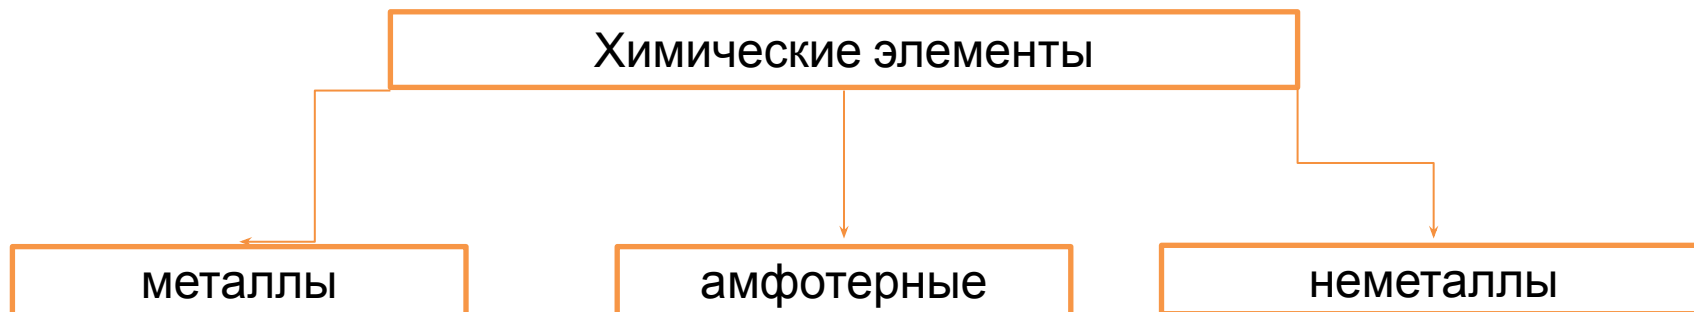 Химические элементы
металлы
амфотерные
неметаллы